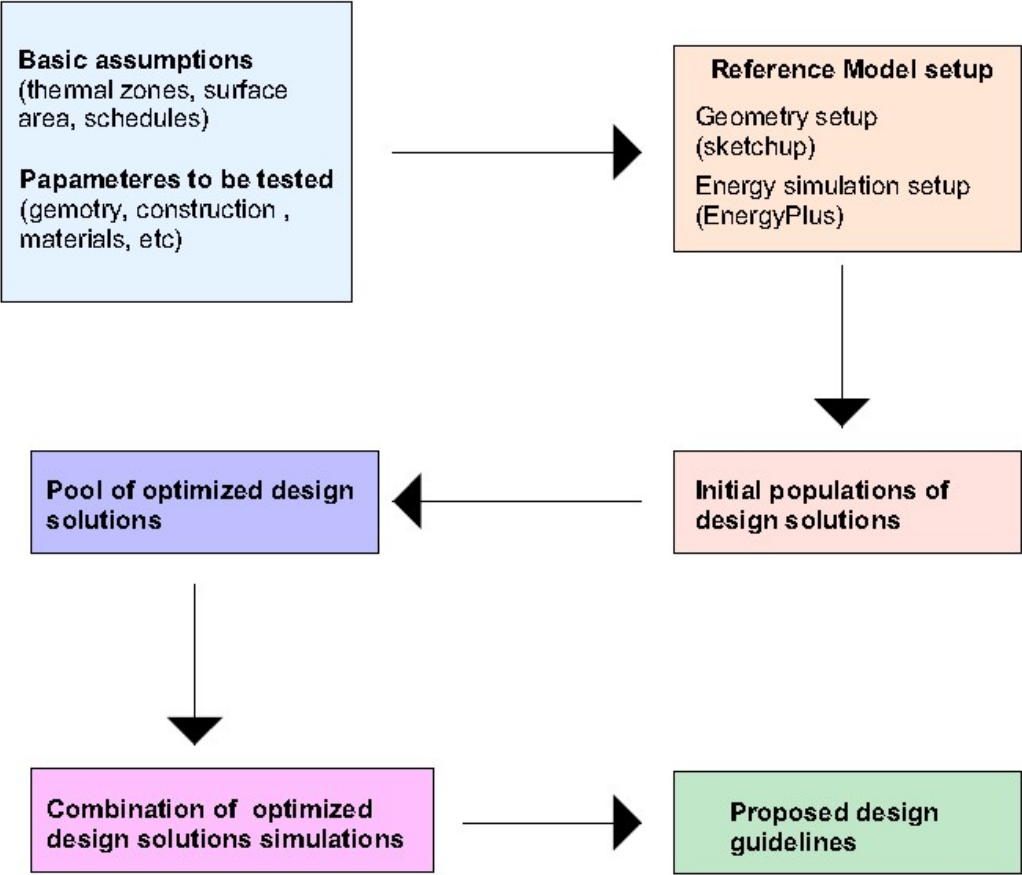 Basic assumptions
(thermal zones, surface
area, schedules)
Papameteres to be tested
(gemotry, construction ,
materials, etc)
Reference Model setup
Geometry setup
(sketchup)
Energy simulation setup
(EnergyPlus)
Initial populations of
design solutions
Pool of optimized design
solutions
Combination of optimized
design solutions simulations
Proposed design
guidelines